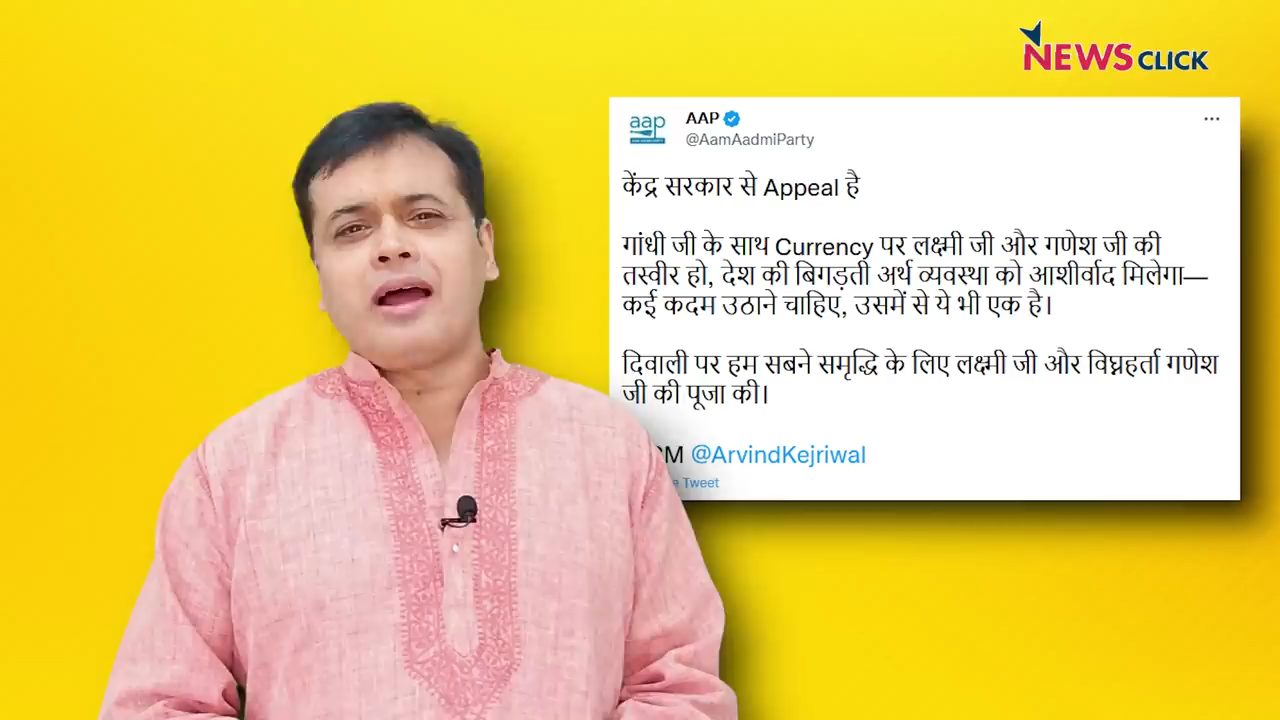 NEWS CLICK
aap
AAP
@AamAadmiParty
केंद्र सरकार से Appeal है
गांधी जी के साथ Currency पर लक्ष्मी जी और गणेश जी की
तस्वीर हो, देश की बिगड़ती अर्थ व्यवस्था को आशीर्वाद मिलेगा—
कई कदम उठाने चाहिए, उसमें से ये भी एक है।
दिवाली पर हम सबने समृद्धि के लिए लक्ष्मी जी और विघ्नहर्ता गणेश
जी की पूजा की।
@ArvindKejriwal
Tweet